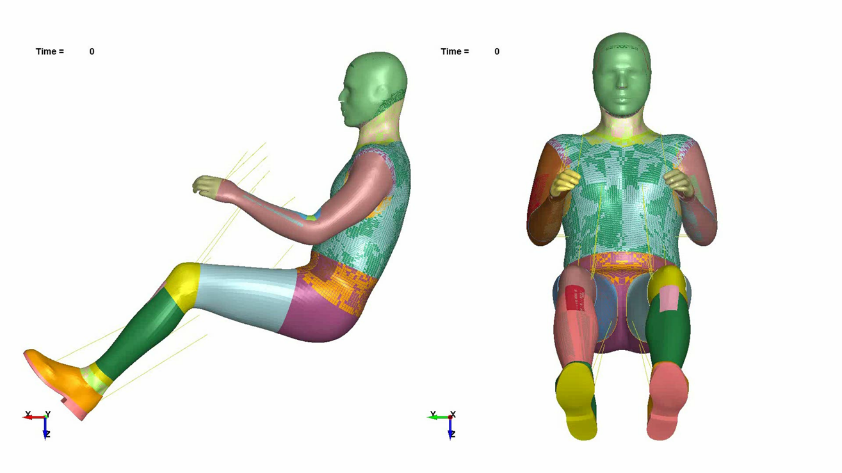 Time = 0
Time = 0
X Y
Z
Y X
Z